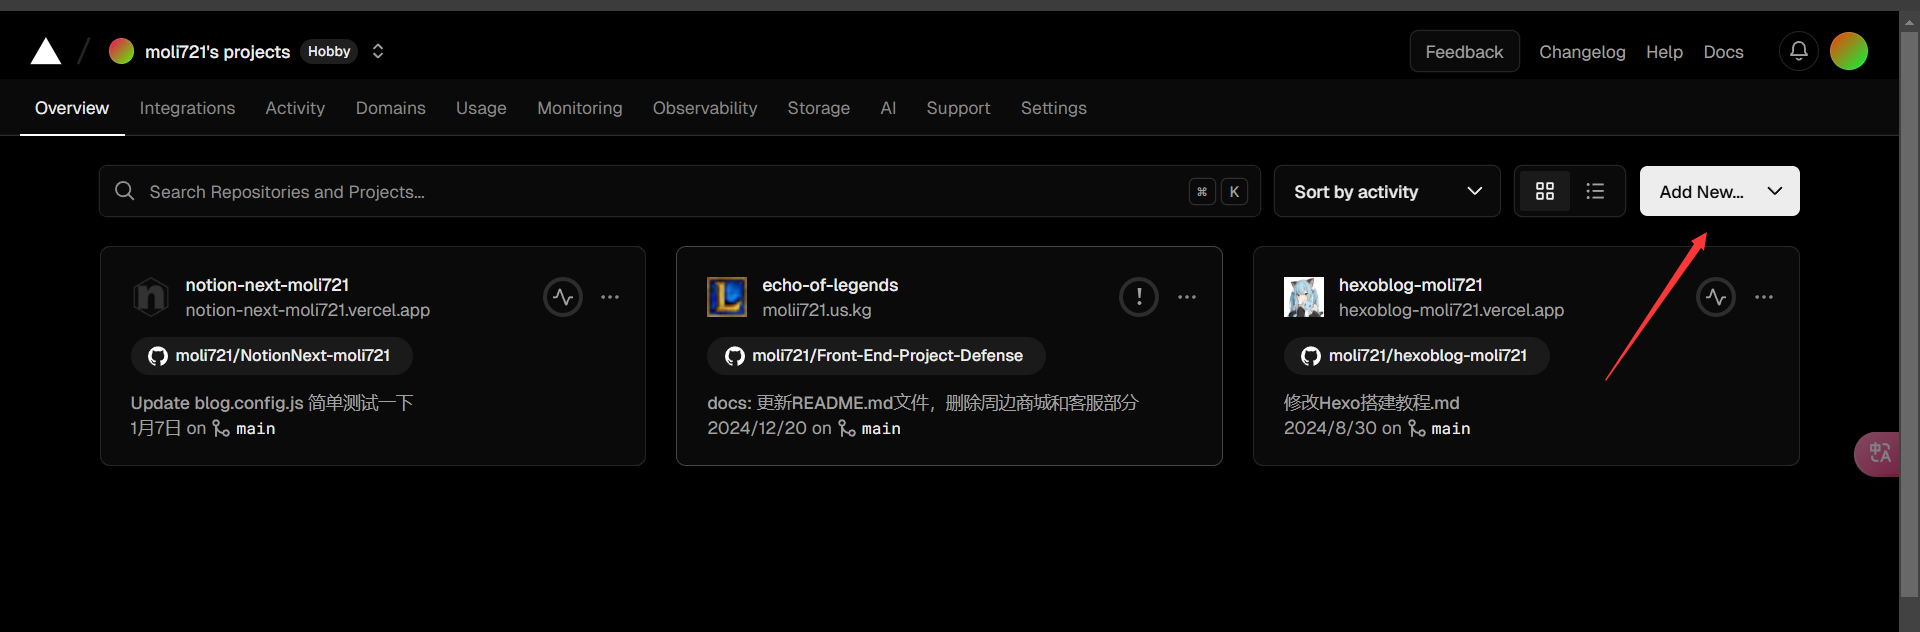 moli721's projects Hobby
Feedback Changelog Help Docs
Overview Integrations Activity Domains Usage Monitoring Observability Storage AI Support Settings
Search Repositories and Projects... ⌘ K
Sort by activity
Add New...
notion-next-moli721
notion-next-moli721.vercel.app
moli721/NotionNext-moli721
Update blog.config.js 简单测试一下
1月7日 on main
echo-of-legends
molii721.us.kg
moli721/Front-End-Project-Defense
docs: 更新README.md文件，删除周边商城和客服部分
2024/12/20 on main
hexoblog-moli721
hexoblog-moli721.vercel.app
moli721/hexoblog-moli721
修改Hexo搭建教程.md
2024/8/30 on main
中A